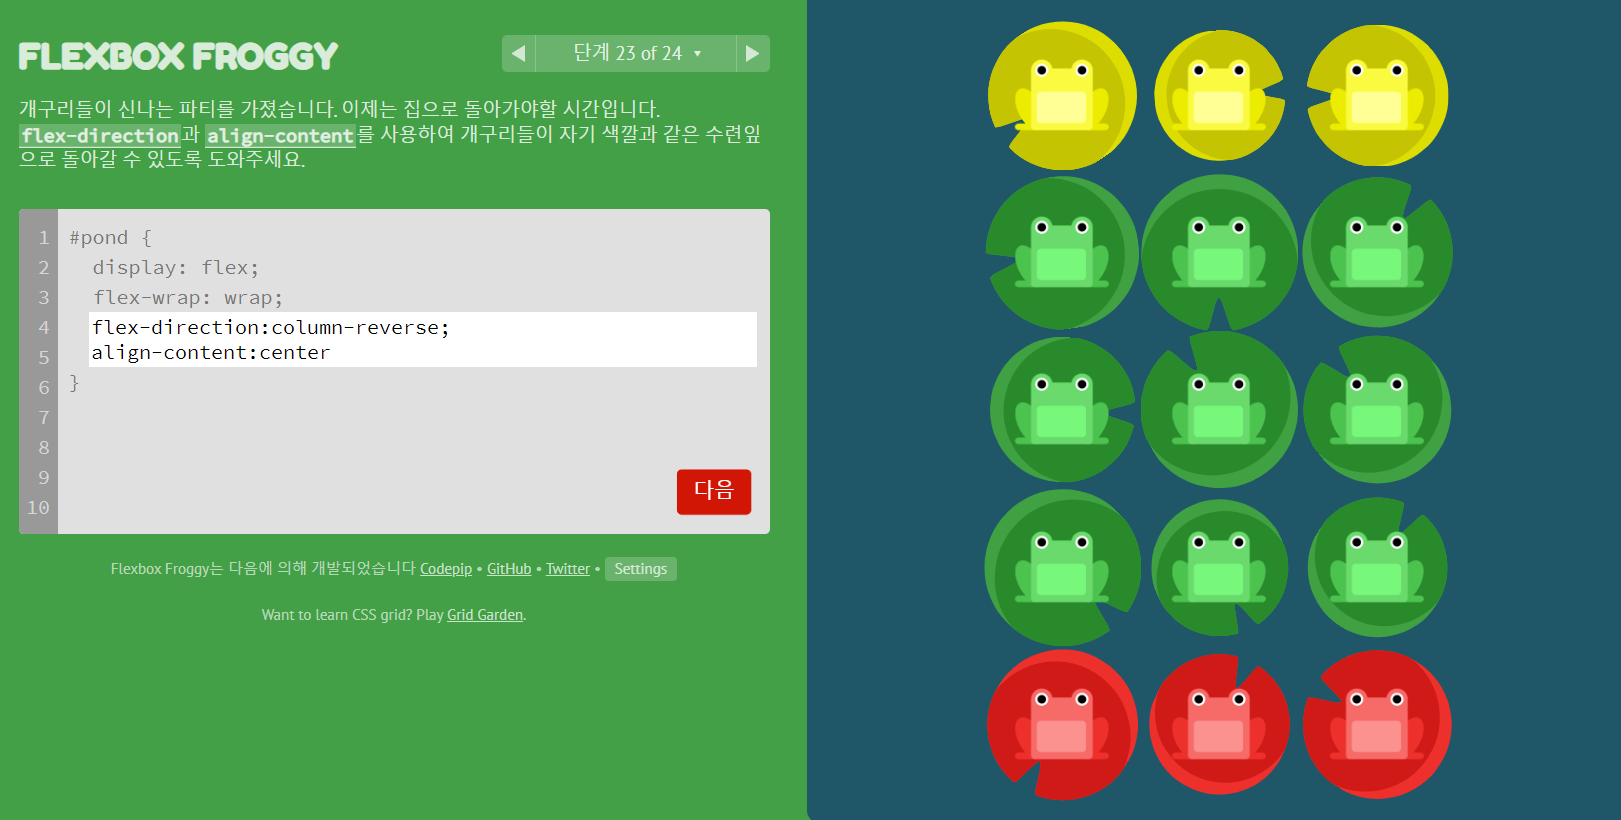 FLEXBOX FROGGY
◀ 단계 23 of 24 ▾ ▶
개구리들이 신나는 파티를 가졌습니다. 이제는 집으로 돌아가야할 시간입니다.
flex-direction과 align-content를 사용하여 개구리들이 자기 색깔과 같은 수련잎
으로 돌아갈 수 있도록 도와주세요.
1 #pond {
2 display: flex;
3 flex-wrap: wrap;
4 flex-direction:column-reverse;
5 align-content:center
6 }
7
8
9
10
다음
Flexbox Froggy는 다음에 의해 개발되었습니다 Codepip • GitHub • Twitter • Settings
Want to learn CSS grid? Play Grid Garden.